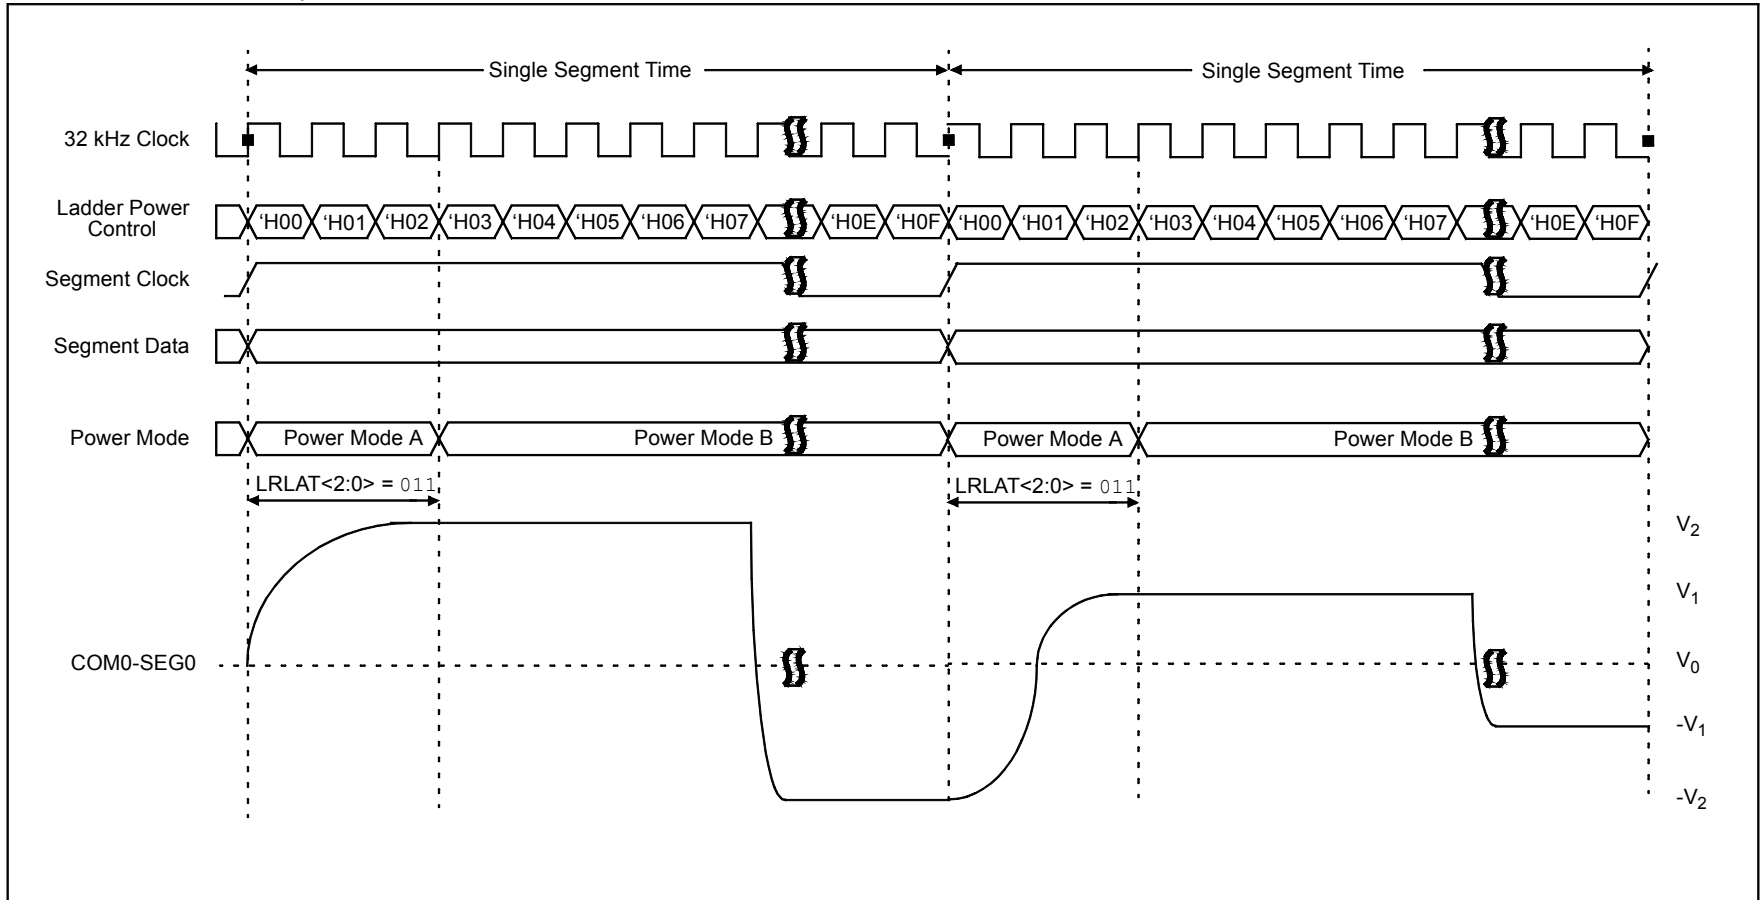 Single Segment Time Single Segment Time
32 kHz Clock
Ladder Power
Control
‘H00 ‘H01 ‘H02 ‘H03 ‘H04 ‘H05 ‘H06 ‘H07 ‘H0E ‘H0F ‘H00 ‘H01 ‘H02 ‘H03 ‘H04 ‘H05 ‘H06 ‘H07 ‘H0E ‘H0F
Segment Clock
Segment Data
Power Mode Power Mode A Power Mode B Power Mode A Power Mode B
LRLAT<2:0> = 011 LRLAT<2:0> = 011
V2
V1
COM0-SEG0 V0
-V1
-V2